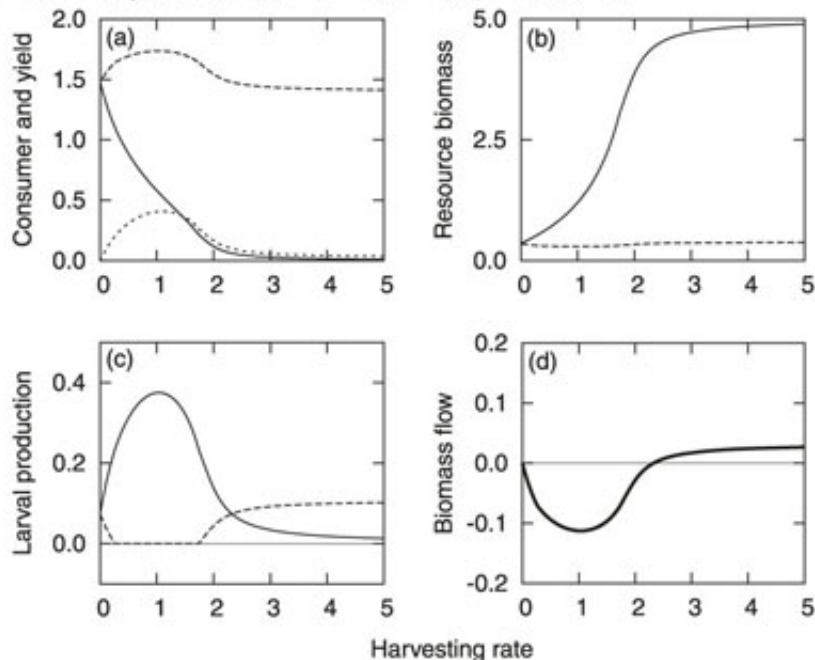 (a)
Consumer and yield
2.0
1.5
1.0
0.5
0.0
0 1 2 3 4 5
(b)
Resource biomass
5.0
2.5
0.0
0 1 2 3 4 5
(c)
Larval production
0.4
0.2
0.0
0 1 2 3 4 5
(d)
Biomass flow
0.2
0.1
0.0
-0.1
-0.2
0 1 2 3 4 5
Harvesting rate